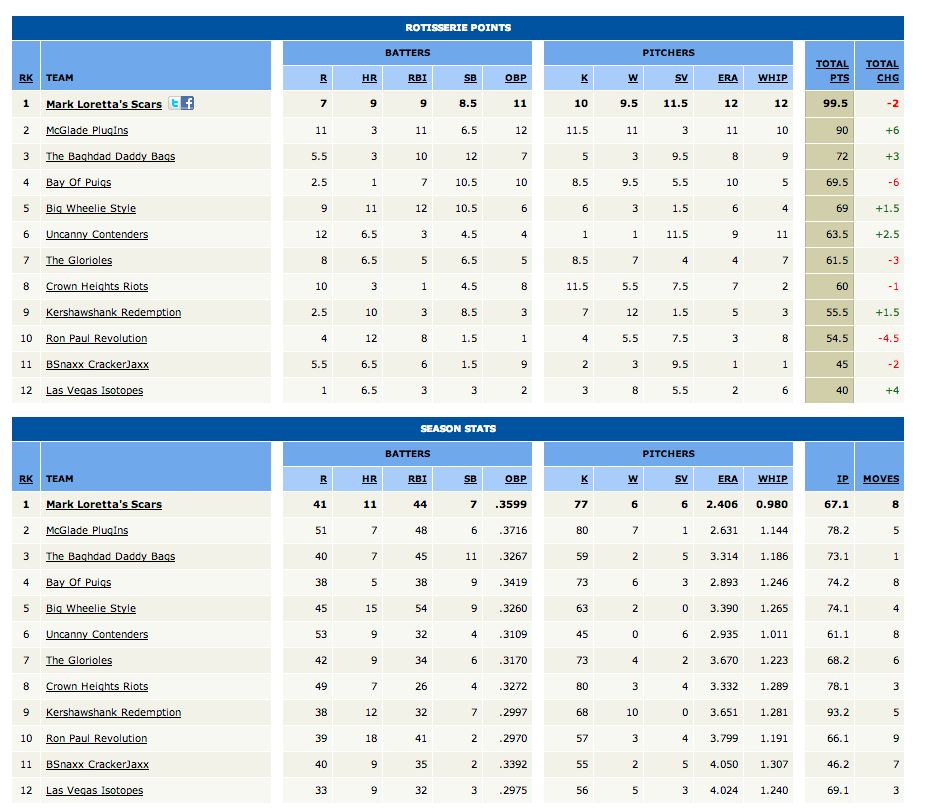 ROTISSERIE POINTS
BATTERS PITCHERS
RK TEAM R HR RBI SB OBP K W SV ERA WHIP TOTAL PTS TOTAL CHG
1 Mark Loretta's Scars 7 9 9 8.5 11 10 9.5 11.5 12 12 99.5 -2
2 McGlade PlugIns 11 3 11 6.5 12 11.5 11 3 11 10 90 +6
3 The Baghdad Daddy Bags 5.5 3 10 12 7 5 3 9.5 8 9 72 +3
4 Bay Of Puigs 2.5 1 7 10.5 10 8.5 9.5 5.5 10 5 69.5 -6
5 Big Wheelie Style 9 11 12 10.5 6 6 3 1.5 6 4 69 +1.5
6 Uncanny Contenders 12 6.5 3 4.5 4 1 1 11.5 9 11 63.5 +2.5
7 The Glorioles 8 6.5 5 6.5 5 8.5 7 4 4 7 61.5 -3
8 Crown Heights Riots 10 3 1 4.5 8 11.5 5.5 7.5 7 2 60 -1
9 Kershawshank Redemption 2.5 10 3 8.5 3 7 12 1.5 5 3 55.5 +1.5
10 Ron Paul Revolution 4 12 8 1.5 1 4 5.5 7.5 3 8 54.5 -4.5
11 BSnaxx CrackerJaxx 5.5 6.5 6 1.5 9 2 3 9.5 1 1 45 -2
12 Las Vegas Isotopes 1 6.5 3 3 2 3 8 5.5 2 6 40 +4
SEASON STATS
BATTERS PITCHERS
RK TEAM R HR RBI SB OBP K W SV ERA WHIP IP MOVES
1 Mark Loretta's Scars 41 11 44 7 .3599 77 6 6 2.406 0.980 67.1 8
2 McGlade PlugIns 51 7 48 6 .3716 80 7 1 2.631 1.144 78.2 5
3 The Baghdad Daddy Bags 40 7 45 11 .3267 59 2 5 3.314 1.186 73.1 1
4 Bay Of Puigs 38 5 38 9 .3419 73 6 3 2.893 1.246 74.2 8
5 Big Wheelie Style 45 15 54 9 .3260 63 2 0 3.390 1.265 74.1 4
6 Uncanny Contenders 53 9 32 4 .3109 45 0 6 2.935 1.011 61.1 8
7 The Glorioles 42 9 34 6 .3170 73 4 2 3.670 1.223 68.2 6
8 Crown Heights Riots 49 7 26 4 .3272 80 3 4 3.332 1.289 78.1 3
9 Kershawshank Redemption 38 12 32 7 .2997 68 10 0 3.651 1.281 93.2 5
10 Ron Paul Revolution 39 18 41 2 .2970 57 3 4 3.799 1.191 66.1 9
11 BSnaxx CrackerJaxx 40 9 35 2 .3392 55 2 5 4.050 1.307 46.2 7
12 Las Vegas Isotopes 33 9 32 3 .2975 56 5 3 4.024 1.240 69.1 3